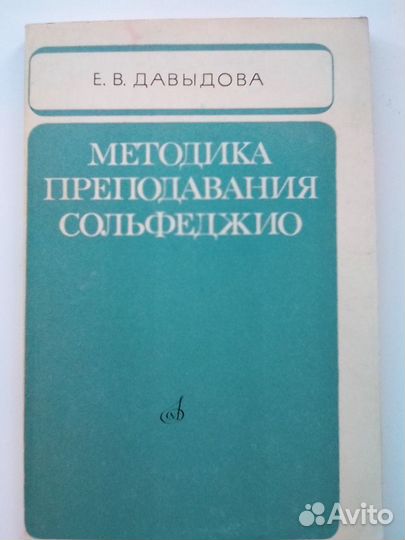 Е. В. ДАВЫДОВА
МЕТОДИКА
ПРЕПОДАВАНИЯ
СОЛЬФЕДЖИО
Avito